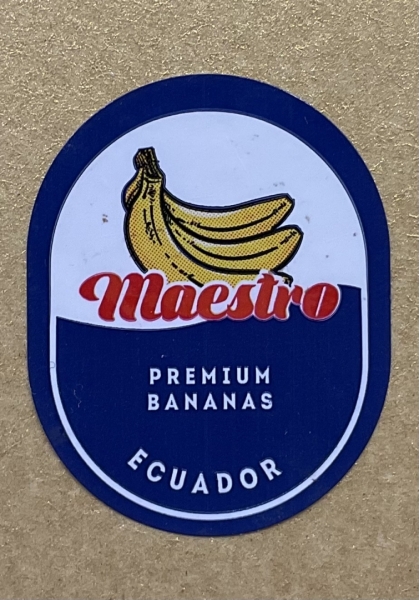 Maestro
PREMIUM
BANANAS
ECUADOR